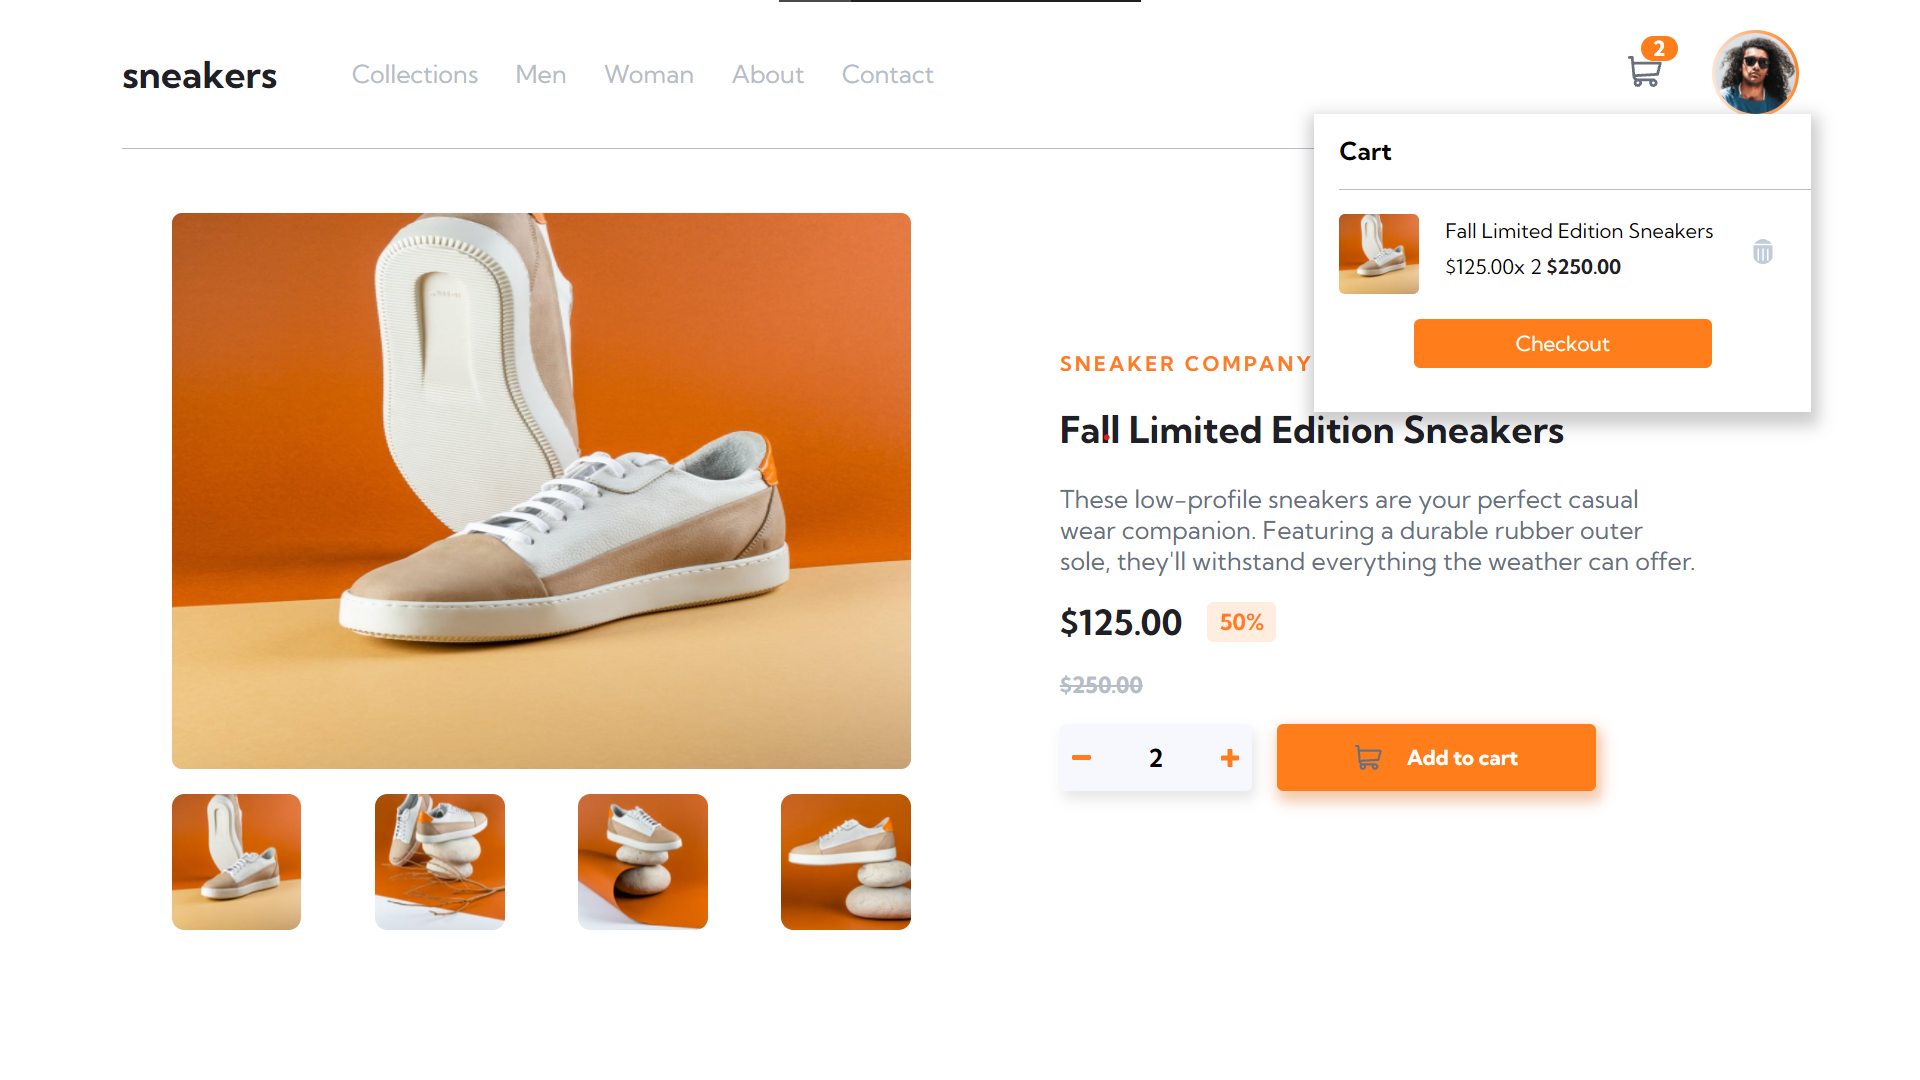 sneakers
Collections
Men
Woman
About
Contact
2
Cart
Fall Limited Edition Sneakers
$125.00x 2 $250.00
Checkout
SNEAKER COMPANY
Fall Limited Edition Sneakers
These low-profile sneakers are your perfect casual
wear companion. Featuring a durable rubber outer
sole, they'll withstand everything the weather can offer.
$125.00
50%
$250.00
2
Add to cart